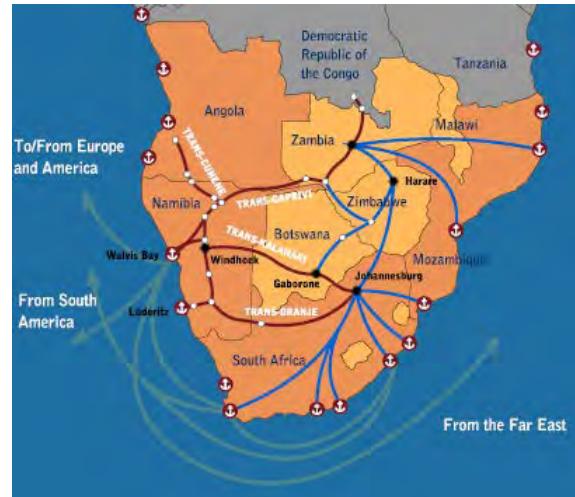 Democratic
Republic of
the Congo
Tanzania
Angola
Malawi
Zambia
To/From Europe
and America
TRANS-CUNENE
Harare
TRANS-CAPRIVI
Zimbabwe
Namibia
Botswana
TRANS-KALAHARI
Walvis Bay
Windhoek
Mozambique
Gaborone
Johannesburg
From South
America
Lüderitz
TRANS-ORANJE
South Africa
From the Far East